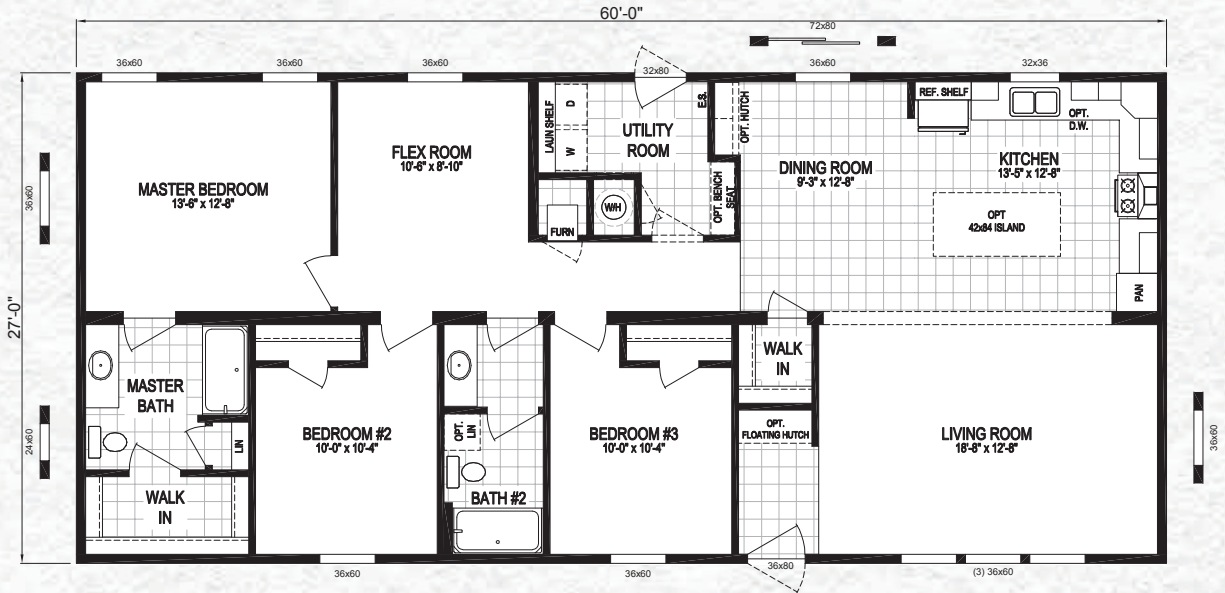 60'-0"
72x80
36x60
36x60
36x60
32x80
36x60
32x36
27'-0"
36x60
24x60
36x60
MASTER BEDROOM
13'-6" x 12'-8"
FLEX ROOM
10'-6" x 8'-10"
LAUN SHELF
D
W
UTILITY
ROOM
E.S.
FURN
W/H
OPT. BENCH
SEAT
OPT. HUTCH
DINING ROOM
9'-3" x 12'-8"
REF. SHELF
OPT.
D.W.
KITCHEN
13'-5" x 12'-8"
OPT
42x84 ISLAND
PAN
MASTER
BATH
LIN
WALK
IN
BEDROOM #2
10'-0" x 10'-4"
OPT.
LIN
BATH #2
BEDROOM #3
10'-0" x 10'-4"
WALK
IN
OPT.
FLOATING HUTCH
LIVING ROOM
18'-8" x 12'-8"
36x60
36x60
36x80
(3) 36x60